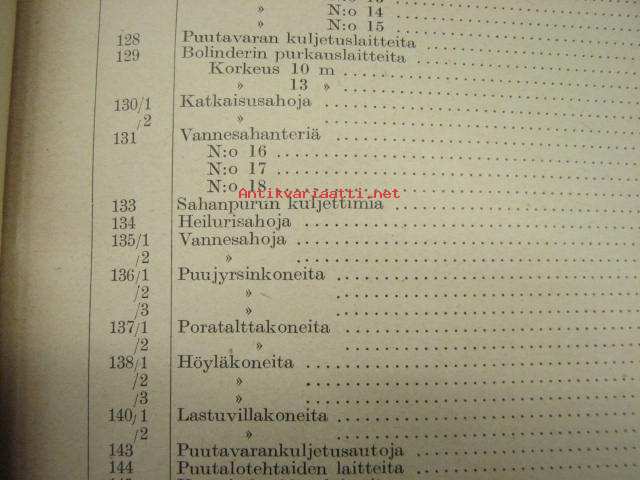 » N:o 14
» N:o 15
128 Puutavaran kuljetuslaitteita
129 Bolinderin purkauslaitteita
Korkeus 10 m
» 13 »
130/1 Katkaisusahoja
/2 »
131 Vannesahanteriä
N:o 16
N:o 17
N:o 18
Antikvariaatti.net
133 Sahanpurun kuljettimia
134 Heilurisahoja
135/1 Vannesahoja
/2 »
136/1 Puujyrsinkoneita
/2 »
/3 »
137/1 Poratalttakoneita
/2 »
138/1 Höyläkoneita
/2 »
/3 »
140/1 Lastuvillakoneita
/2 »
143 Puutavarankuljetusautoja
144 Puutalotehtaiden laitteita